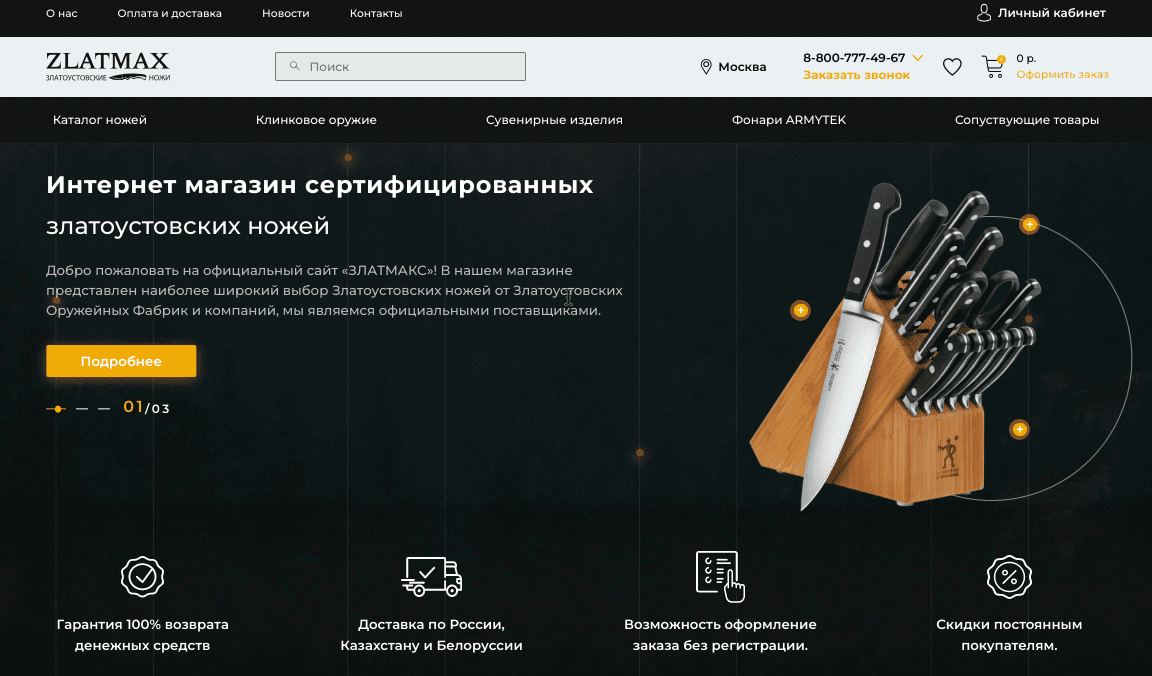 О нас
Оплата и доставка
Новости
Контакты
Личный кабинет
ZLATMAX
ЗЛАТОУСТОВСКИЕ НОЖИ
Поиск
Москва
8-800-777-49-67
Заказать звонок
0 р.
Оформить заказ
Каталог ножей
Клинковое оружие
Сувенирные изделия
Фонари ARMYTEK
Сопуствующие товары
Интернет магазин сертифицированных
златоустовских ножей
Добро пожаловать на официальный сайт «ЗЛАТМАКС»! В нашем магазине
представлен наиболее широкий выбор Златоустовских ножей от Златоустовских
Оружейных Фабрик и компаний, мы являемся официальными поставщиками.
Подробнее
01/03
Гарантия 100% возврата
денежных средств
Доставка по России,
Казахстану и Белоруссии
Возможность оформление
заказа без регистрации.
Скидки постоянным
покупателям.